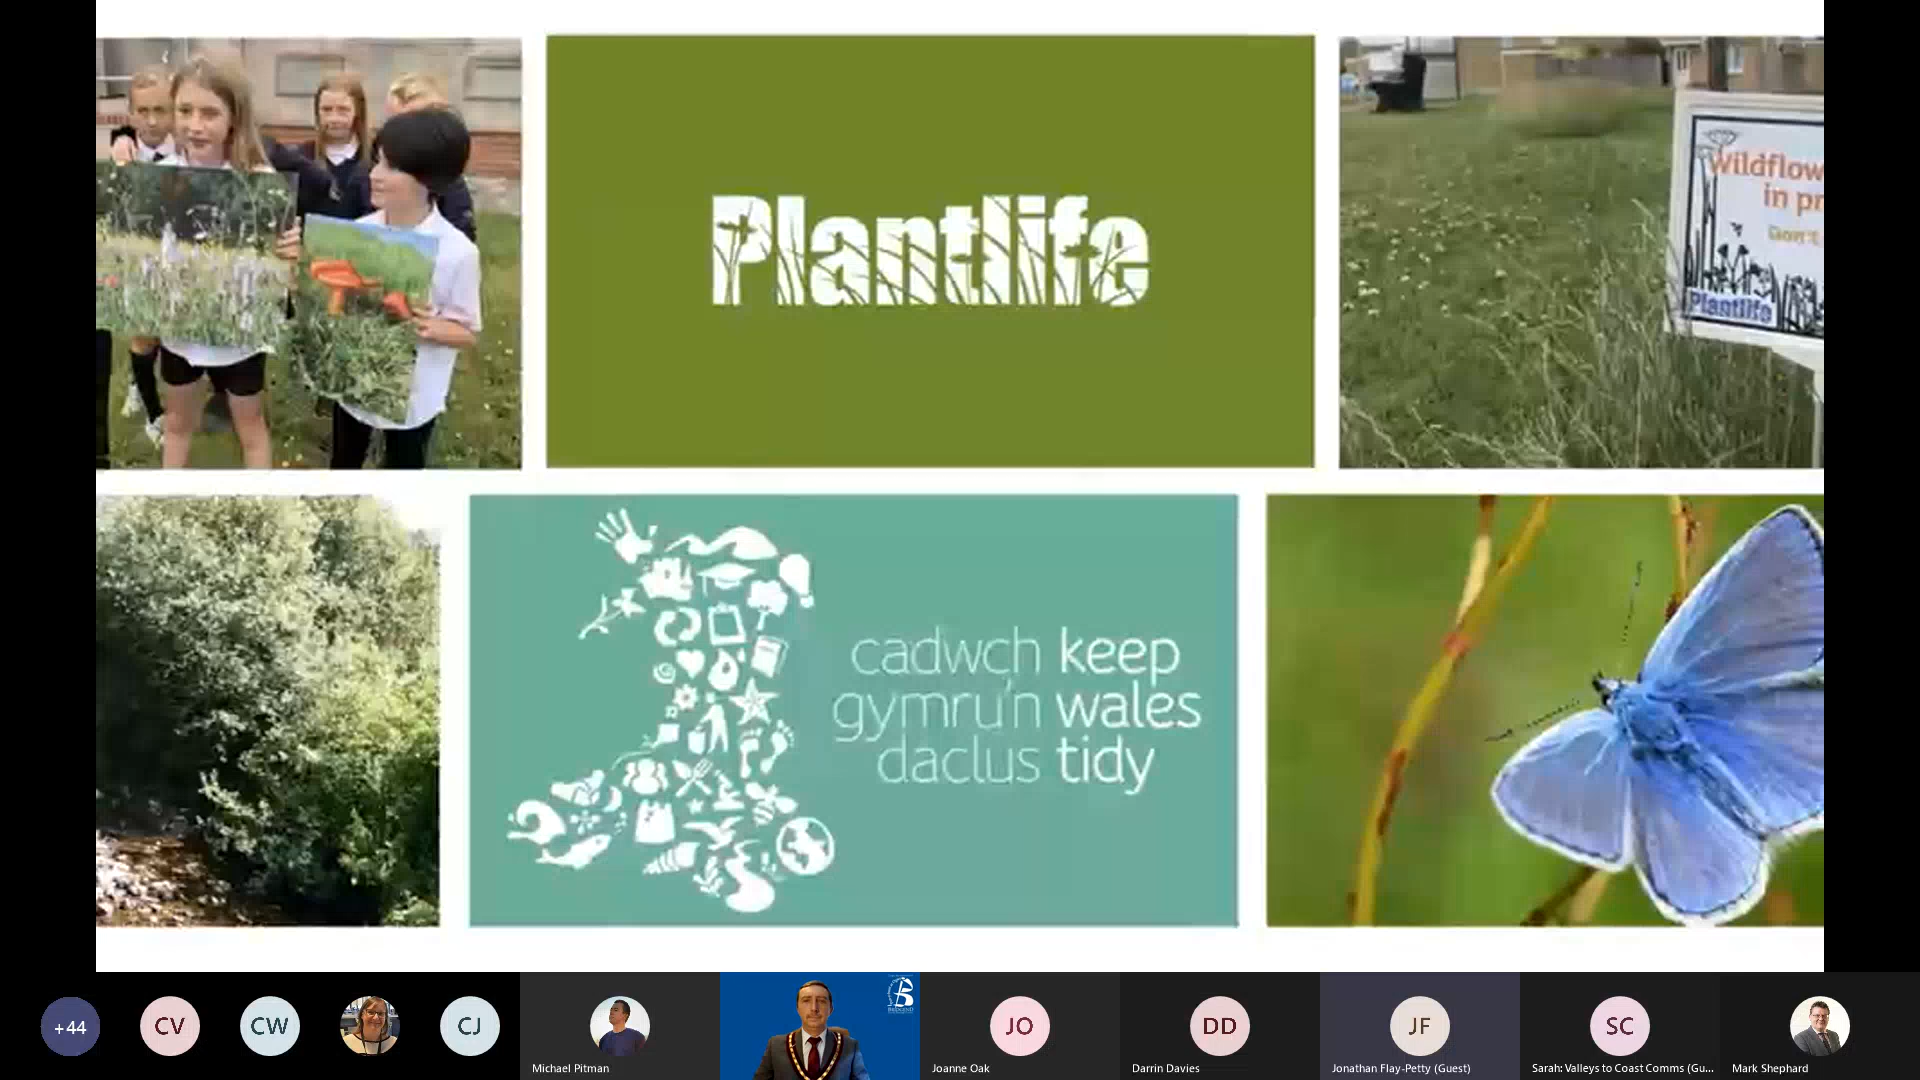 Plantlife
Wildflow
in pr
Don't
Plantlife
cadwch keep
gymru'n wales
daclus tidy
+44
CV
CW
CJ
JO
DD
JF
SC
Michael Pitman
Joanne Oak
Darrin Davies
Jonathan Flay-Petty (Guest)
Sarah: Valleys to Coast Comms (Gu...
Mark Shephard